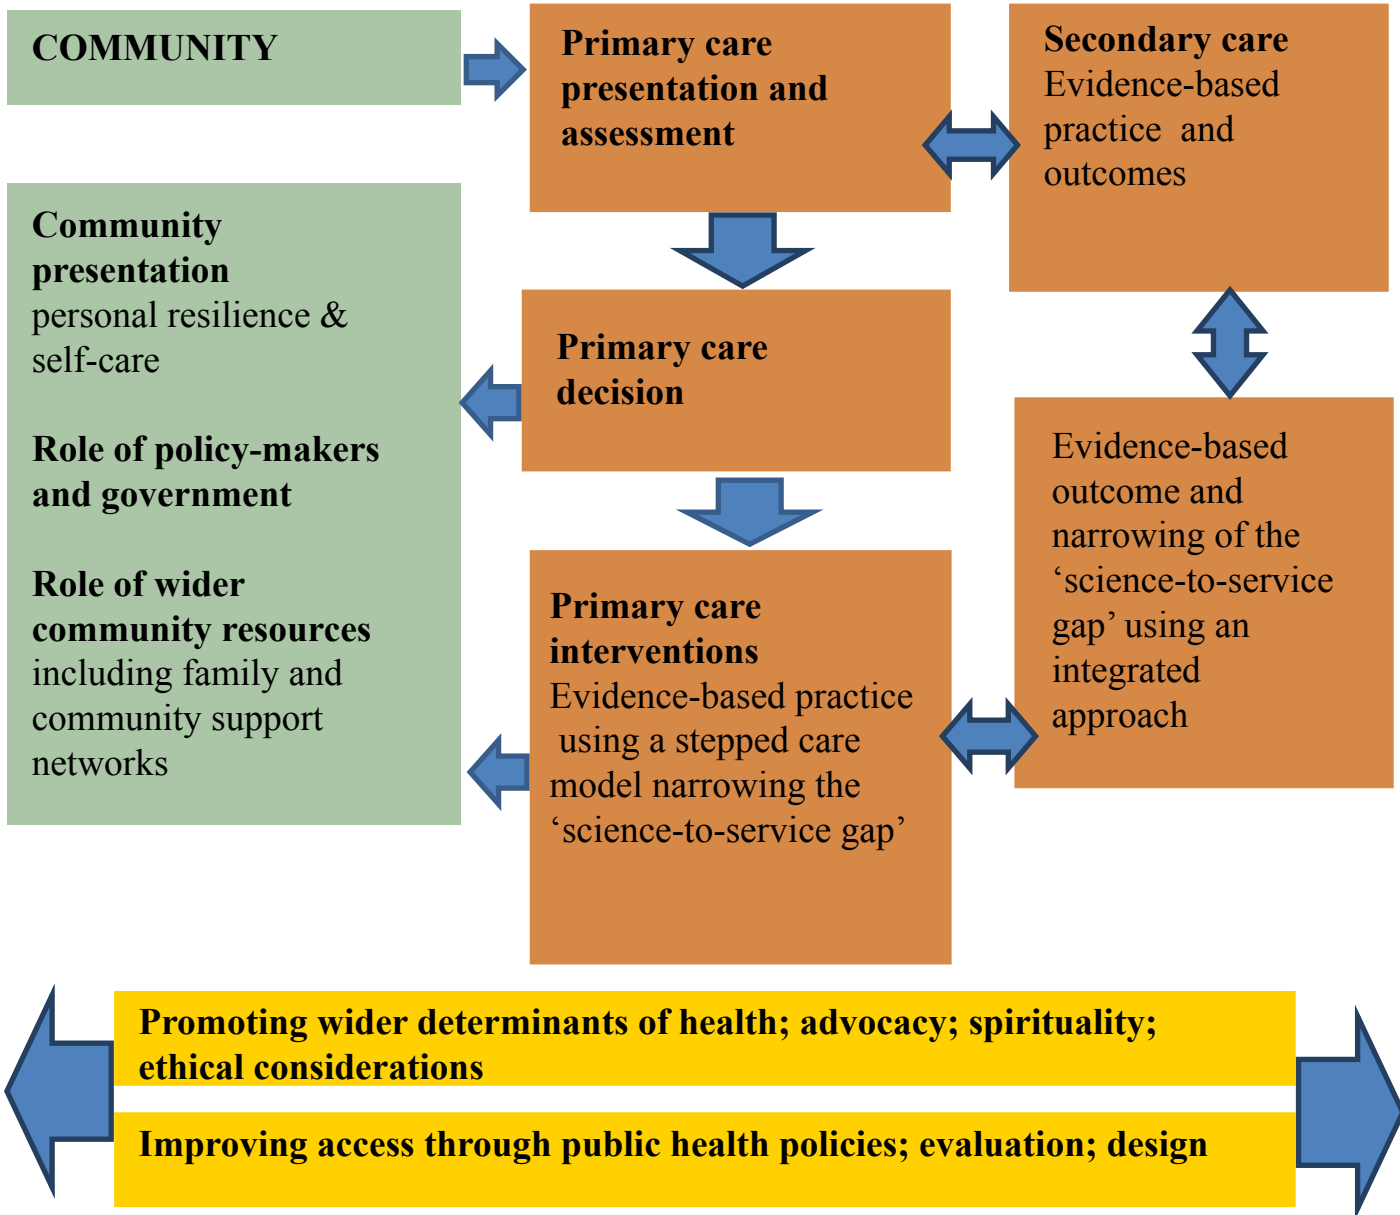 COMMUNITY
Primary care
presentation and
assessment
Secondary care
Evidence-based
practice and
outcomes
Community
presentation
personal resilience &
self-care
Role of policy-makers
and government
Role of wider
community resources
including family and
community support
networks
Primary care
decision
Evidence-based
outcome and
narrowing of the
‘science-to-service
gap’ using an
integrated
approach
Primary care
interventions
Evidence-based practice
using a stepped care
model narrowing the
‘science-to-service gap’
Promoting wider determinants of health; advocacy; spirituality;
ethical considerations
Improving access through public health policies; evaluation; design